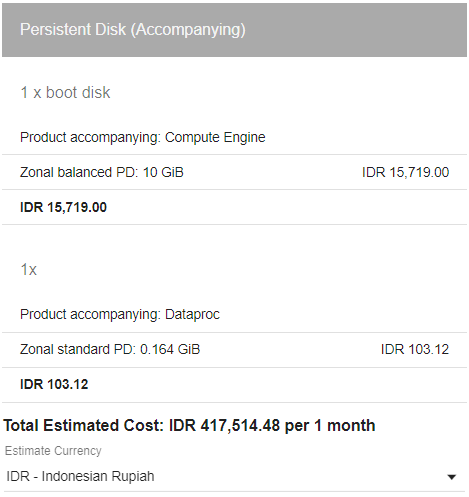 Persistent Disk (Accompanying)
1 x boot disk
Product accompanying: Compute Engine
Zonal balanced PD: 10 GiB IDR 15,719.00
IDR 15,719.00
1x
Product accompanying: Dataproc
Zonal standard PD: 0.164 GiB IDR 103.12
IDR 103.12
Total Estimated Cost: IDR 417,514.48 per 1 month
Estimate Currency
IDR - Indonesian Rupiah